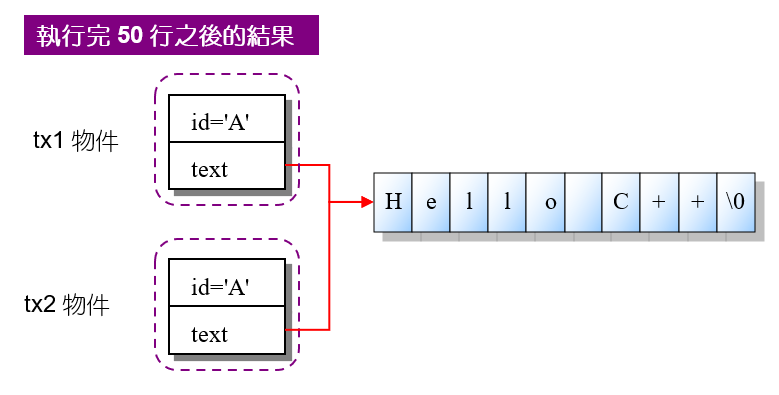 執行完 50 行之後的結果
tx1 物件
id='A'
text
H e l l o C + + \0
tx2 物件
id='A'
text